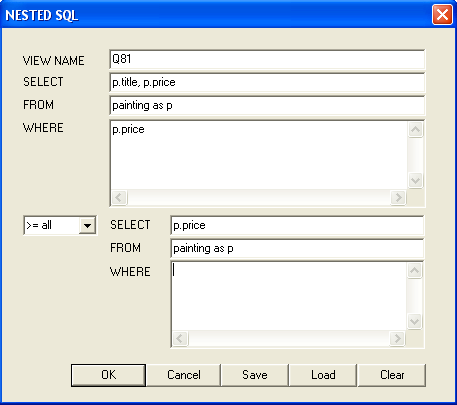 NESTED SQL
VIEW NAME Q81
SELECT p.title, p.price
FROM painting as p
WHERE p.price
>= all SELECT p.price
FROM painting as p
WHERE
OK Cancel Save Load Clear